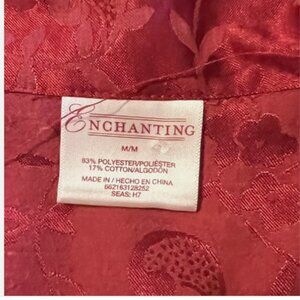 ENCHANTING
M/M
83% POLYESTER/POLIÉSTER
17% COTTON/ALGODÓN
MADE IN / HECHO EN CHINA
662163128252
SEAS: H7